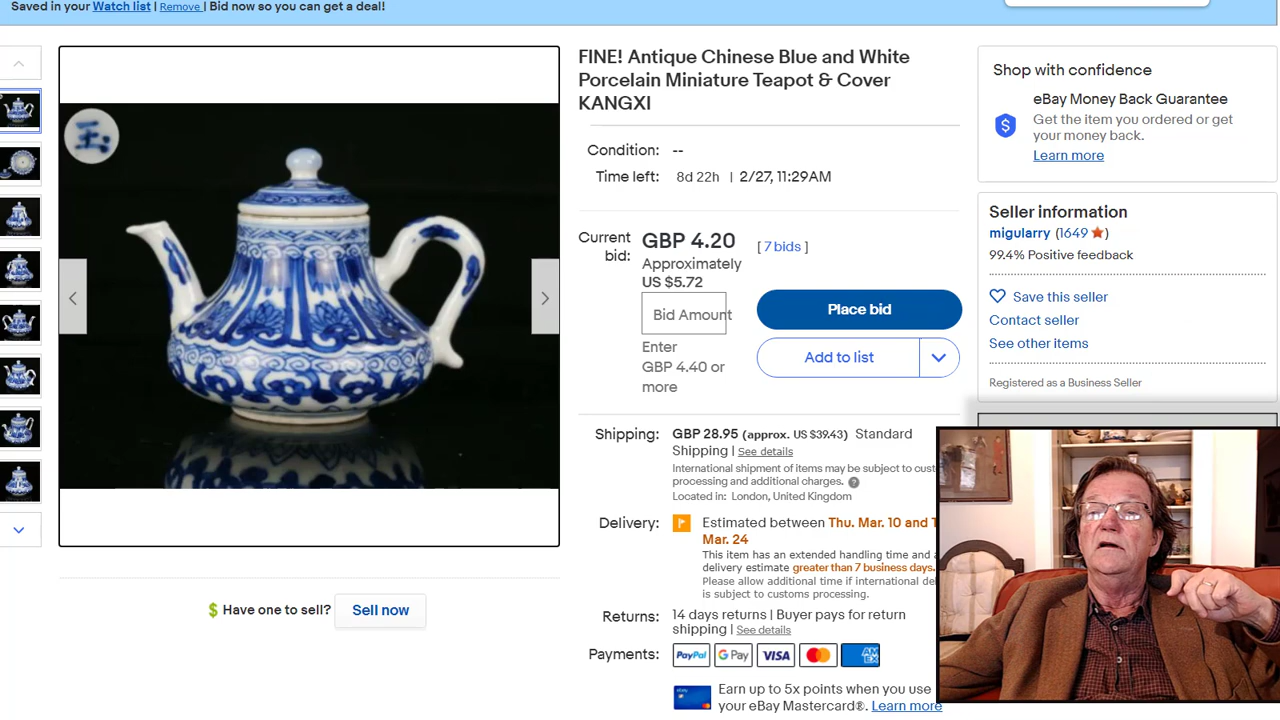 Saved in your Watch list | Remove | Bid now so you can get a deal!
FINE! Antique Chinese Blue and White
Porcelain Miniature Teapot & Cover
KANGXI
玉
Condition: --
Time left: 8d 22h | 2/27, 11:29AM
Current
bid:
GBP 4.20
[ 7 bids ]
Approximately
US $5.72
Bid Amount
Enter
GBP 4.40 or
more
Place bid
Add to list
Shipping: GBP 28.95 (approx. US $39.43) Standard
Shipping | See details
International shipment of items may be subject to cust
processing and additional charges. ?
Located in: London, United Kingdom
Delivery: Estimated between Thu. Mar. 10 and T
Mar. 24
This item has an extended handling time and a
delivery estimate greater than 7 business days.
Please allow additional time if international del
is subject to customs processing.
Returns: 14 days returns | Buyer pays for return
shipping | See details
Payments: PayPal G Pay VISA AM EX
Earn up to 5x points when you use
your eBay Mastercard®. Learn more
$ Have one to sell? Sell now
Shop with confidence
$
eBay Money Back Guarantee
Get the item you ordered or get
your money back.
Learn more
Seller information
migularry (1649 ★)
99.4% Positive feedback
Save this seller
Contact seller
See other items
Registered as a Business Seller